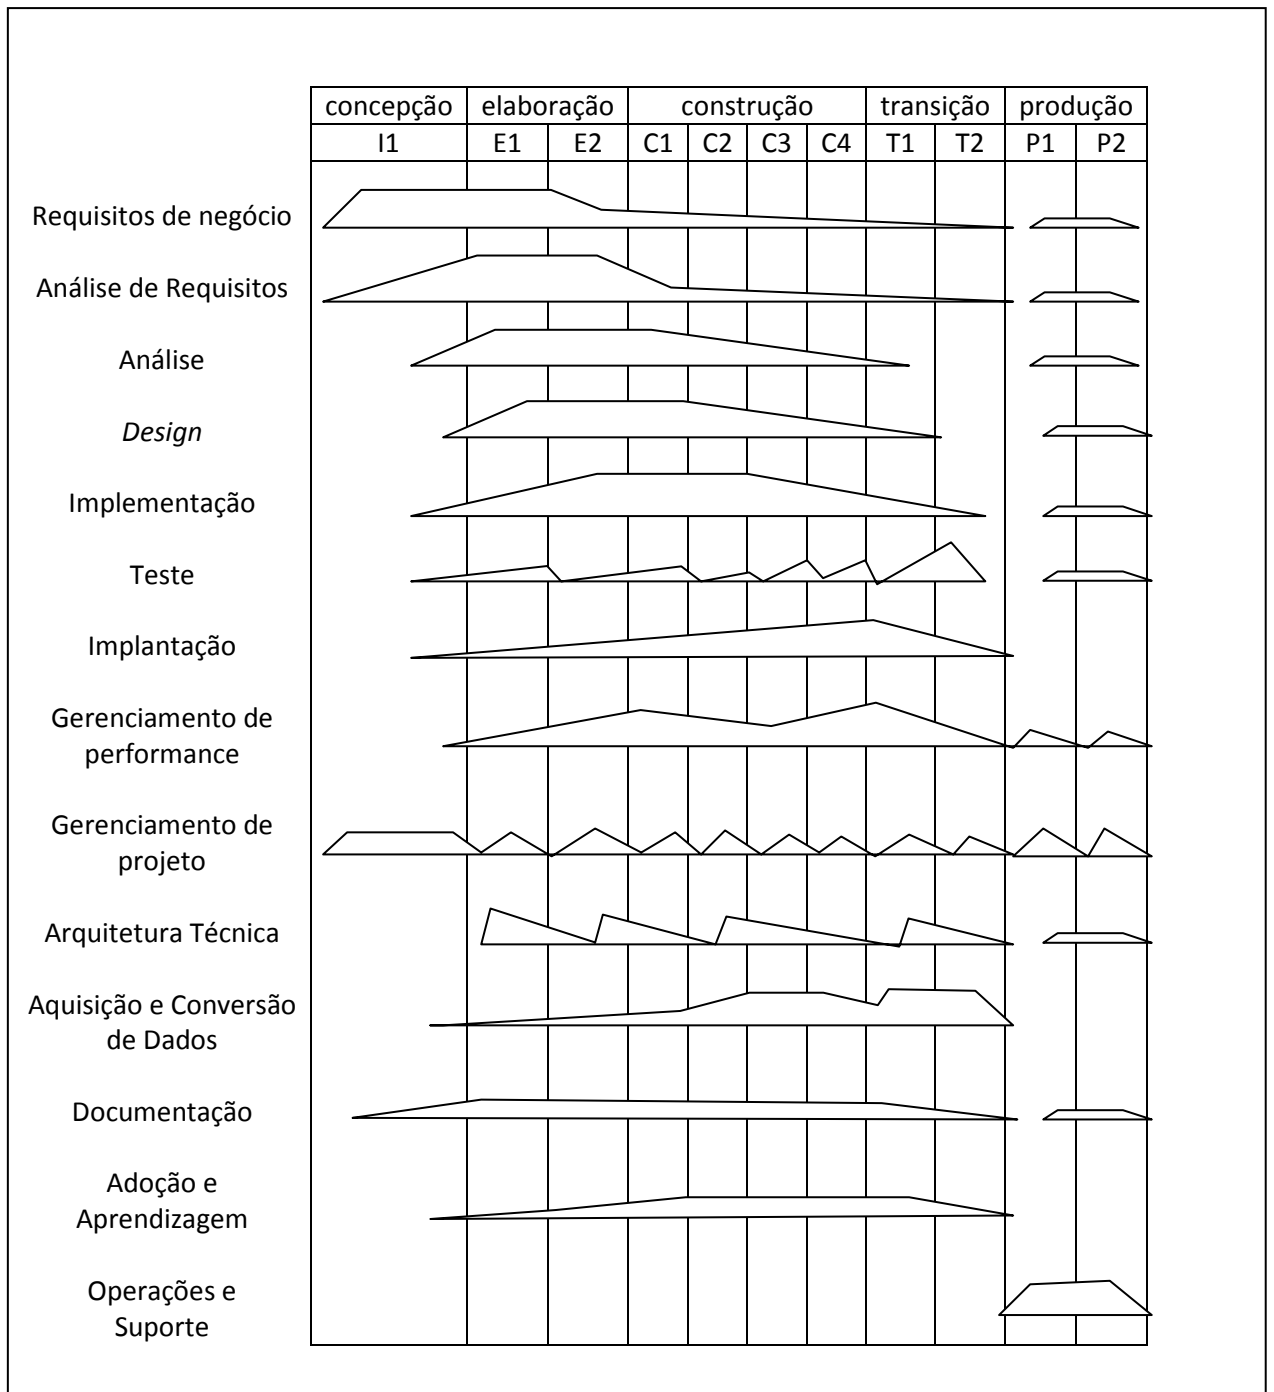 concepção elaboração construção transição produção
I1 E1 E2 C1 C2 C3 C4 T1 T2 P1 P2
Requisitos de negócio
Análise de Requisitos
Análise
Design
Implementação
Teste
Implantação
Gerenciamento de
performance
Gerenciamento de
projeto
Arquitetura Técnica
Aquisição e Conversão
de Dados
Documentação
Adoção e
Aprendizagem
Operações e
Suporte